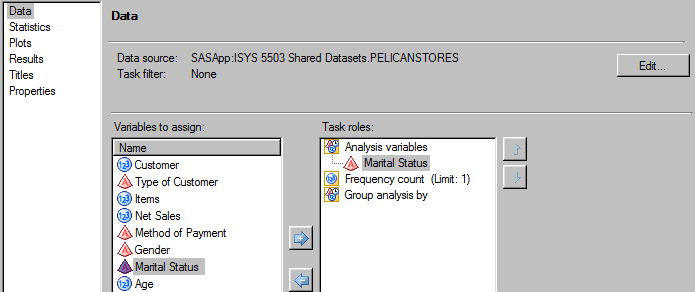 Data
Statistics
Plots
Results
Titles
Properties
Data
Data source: SASApp:ISYS 5503 Shared Datasets.PELICANSTORES
Task filter: None
Edit...
Variables to assign:
Name
Customer
Type of Customer
Items
Net Sales
Method of Payment
Gender
Marital Status
Age
Task roles:
Analysis variables
Marital Status
Frequency count (Limit: 1)
Group analysis by